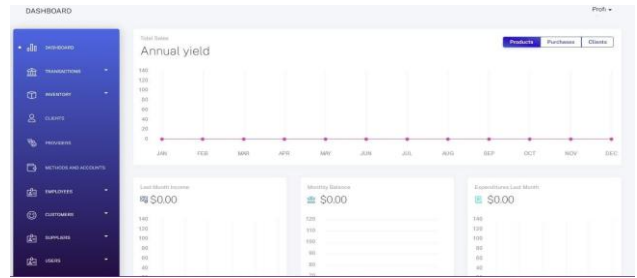 DASHBOARD
Profi
DASHBOARD
TRANSACTIONS
INVENTORY
CLIENTS
PROVIDERS
METHODS AND ACCOUNTS
EMPLOYEES
CUSTOMERS
SUPPLIERS
USERS
Total Sales
Annual yield
Products Purchases Clients
140
120
100
80
60
40
20
0
JAN FEB MAR APR MAY JUN JUL AUG SEP OCT NOV DEC
Last Month Income
$0.00
140
120
100
80
60
40
Monthly Balance
$0.00
120
110
100
90
80
70
Expenditures Last Month
$0.00
140
120
100
80
60
40